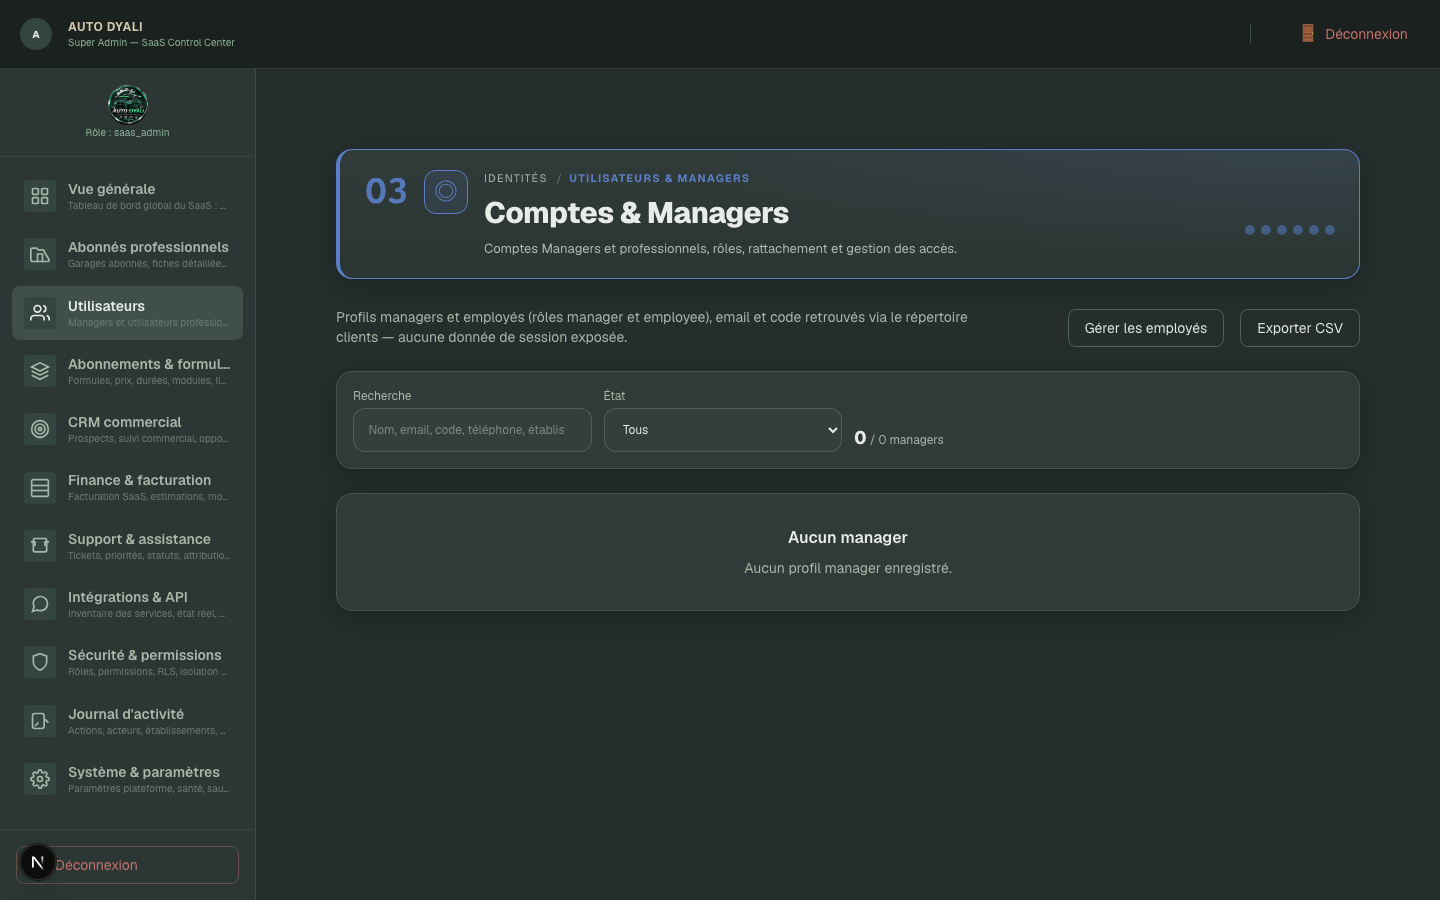 A
AUTO DYALI
Super Admin — SaaS Control Center
Déconnexion
AUTO DYALI
Rôle : saas_admin
Vue générale
Tableau de bord global du SaaS : ...
Abonnés professionnels
Garages abonnés, fiches détaillée...
Utilisateurs
Managers et utilisateurs professio...
Abonnements & formul...
Formules, prix, durées, modules, li...
CRM commercial
Prospects, suivi commercial, oppo...
Finance & facturation
Facturation SaaS, estimations, mo...
Support & assistance
Tickets, priorités, statuts, attributio...
Intégrations & API
Inventaire des services, état réel, ...
Sécurité & permissions
Rôles, permissions, RLS, isolation ...
Journal d'activité
Actions, acteurs, établissements, ...
Système & paramètres
Paramètres plateforme, santé, sau...
N
Déconnexion
03
IDENTITÉS / UTILISATEURS & MANAGERS
Comptes & Managers
Comptes Managers et professionnels, rôles, rattachement et gestion des accès.
Profils managers et employés (rôles manager et employee), email et code retrouvés via le répertoire
clients — aucune donnée de session exposée.
Gérer les employés
Exporter CSV
Recherche
État
Nom, email, code, téléphone, établis
Tous
0 / 0 managers
Aucun manager
Aucun profil manager enregistré.